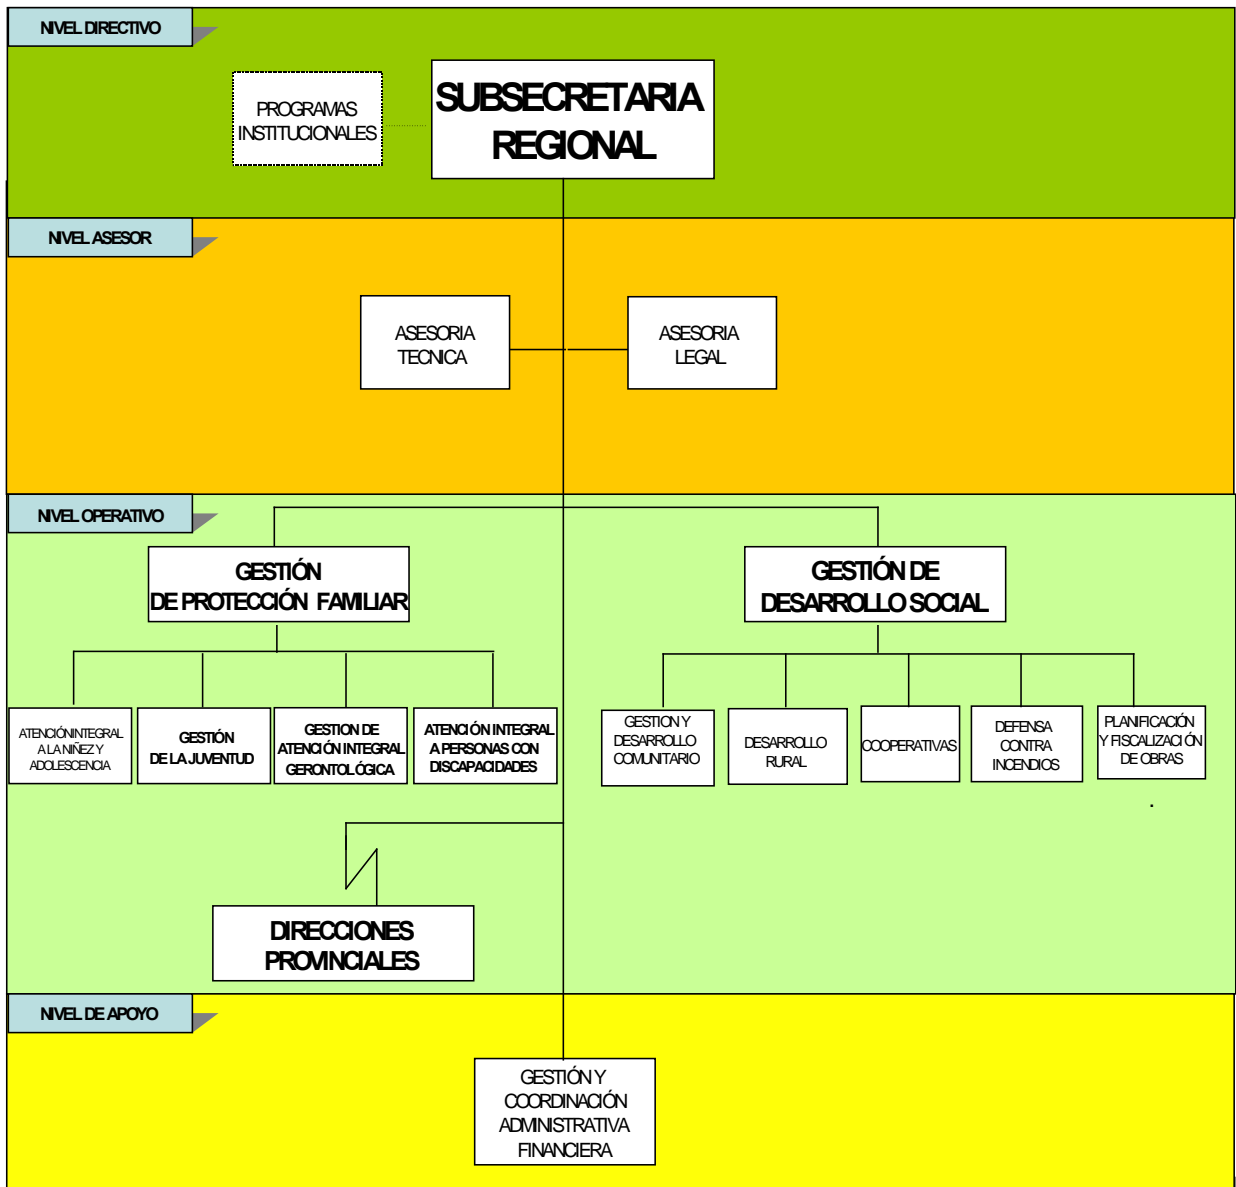 NIVEL DIRECTIVO
PROGRAMAS
INSTITUCIONALES
SUBSECRETARIA
REGIONAL
NIVEL ASESOR
ASESORIA
TECNICA
ASESORIA
LEGAL
NIVEL OPERATIVO
GESTIÓN
DE PROTECCIÓN FAMILIAR
GESTIÓN DE
DESARROLLO SOCIAL
ATENCIÓN INTEGRAL
A LA NIÑEZ Y
ADOLESCENCIA
GESTIÓN
DE LA JUVENTUD
GESTION DE
ATENCIÓN INTEGRAL
GERONTOLÓGICA
ATENCIÓN INTEGRAL
A PERSONAS CON
DISCAPACIDADES
GESTION Y
DESARROLLO
COMUNITARIO
DESARROLLO
RURAL
COOPERATIVAS
DEFENSA
CONTRA
INCENDIOS
PLANIFICACIÓN
Y FISCALIZACIÓN
DE OBRAS
.
DIRECCIONES
PROVINCIALES
NIVEL DE APOYO
GESTIÓN Y
COORDINACIÓN
ADMINISTRATIVA
FINANCIERA